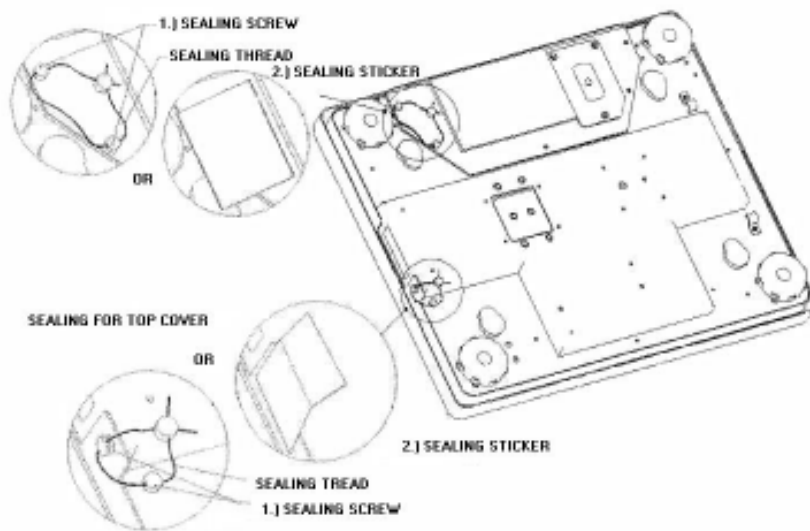 1.) SEALING SCREW
SEALING THREAD
2.) SEALING STICKER
OR
SEALING FOR TOP COVER
OR
2.) SEALING STICKER
SEALING TREAD
1.) SEALING SCREW